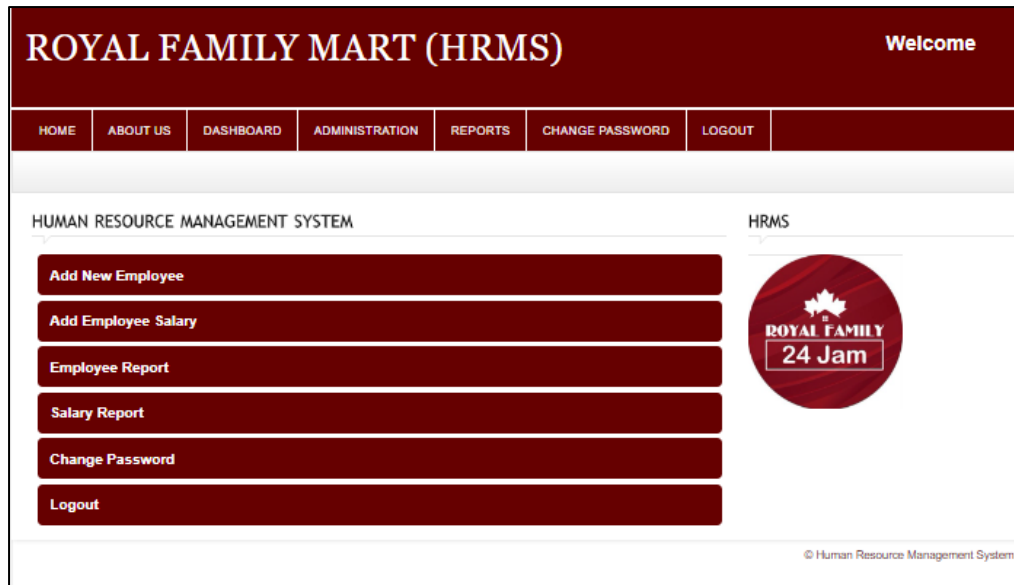 ROYAL FAMILY MART (HRMS)
Welcome
HOME ABOUT US DASHBOARD ADMINISTRATION REPORTS CHANGE PASSWORD LOGOUT
HUMAN RESOURCE MANAGEMENT SYSTEM
HRMS
Add New Employee
Add Employee Salary
Employee Report
Salary Report
Change Password
Logout
ROYAL FAMILY
24 Jam
© Human Resource Management System